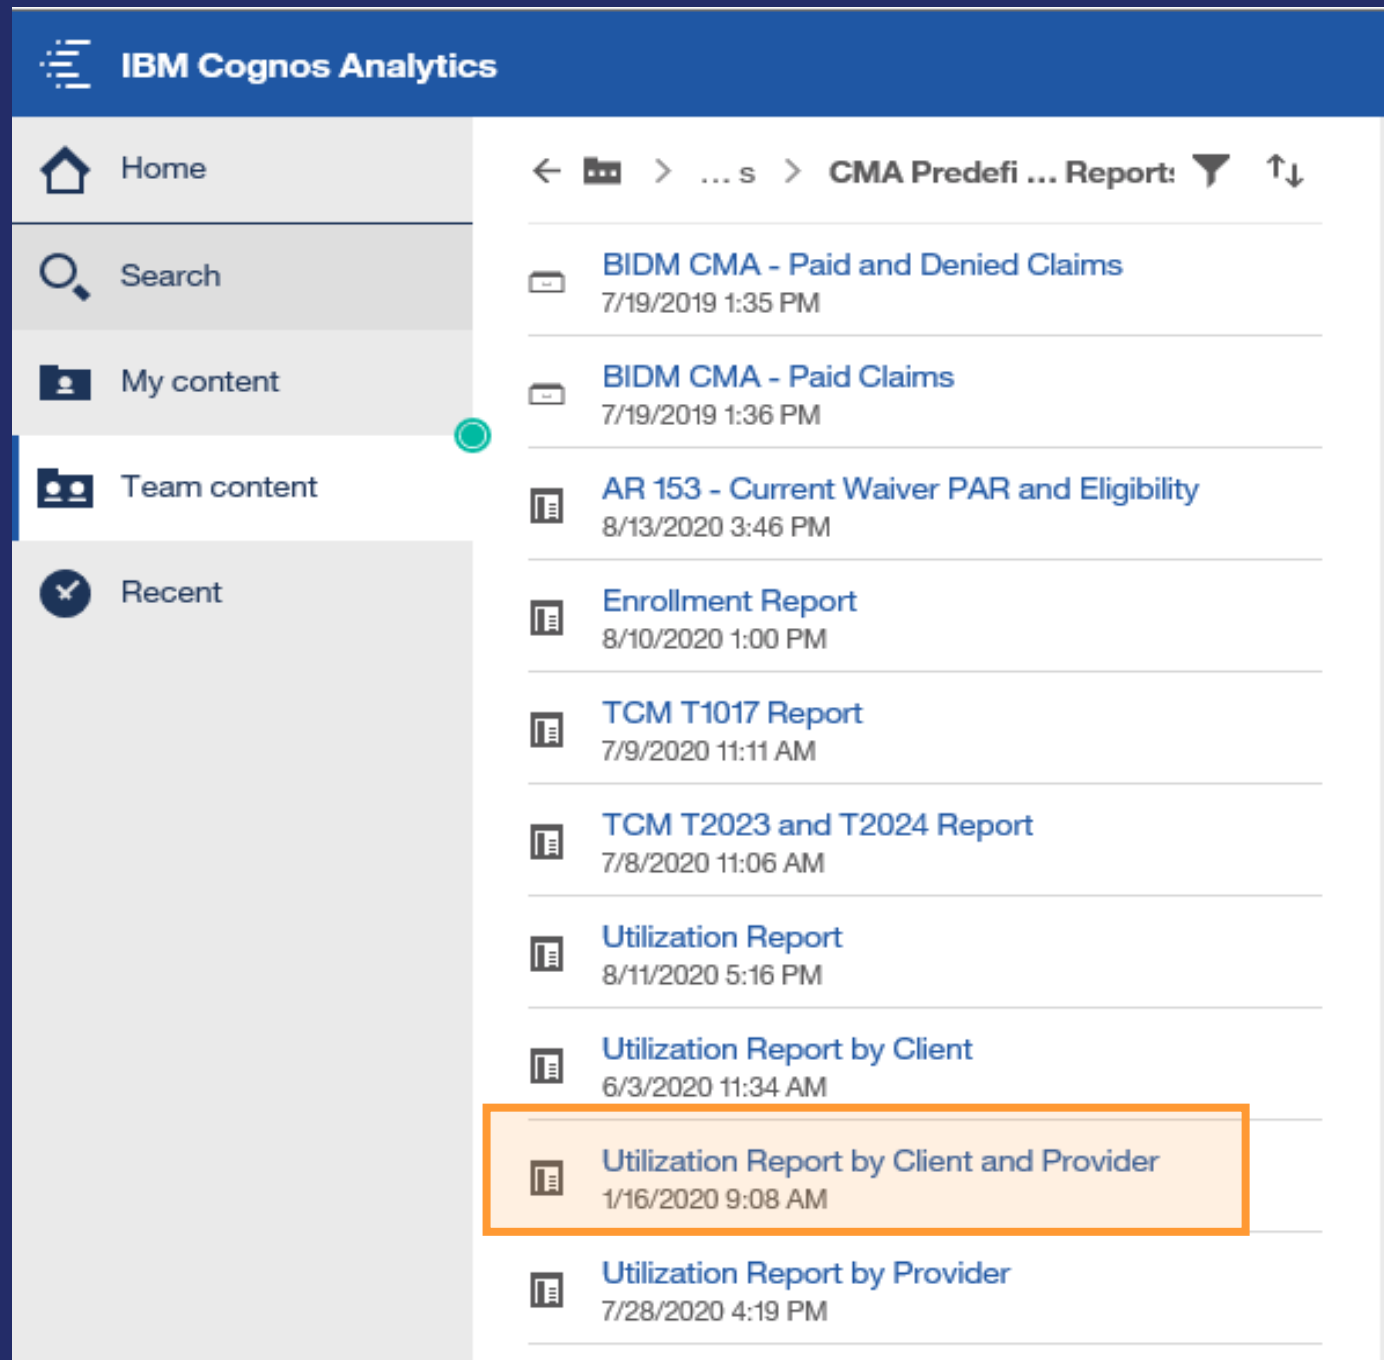 IBM Cognos Analytics
Home
Search
My content
Team content
Recent
... s > CMA Predefi ... Reports
BIDM CMA - Paid and Denied Claims
7/19/2019 1:35 PM
BIDM CMA - Paid Claims
7/19/2019 1:36 PM
AR 153 - Current Waiver PAR and Eligibility
8/13/2020 3:46 PM
Enrollment Report
8/10/2020 1:00 PM
TCM T1017 Report
7/9/2020 11:11 AM
TCM T2023 and T2024 Report
7/8/2020 11:06 AM
Utilization Report
8/11/2020 5:16 PM
Utilization Report by Client
6/3/2020 11:34 AM
Utilization Report by Client and Provider
1/16/2020 9:08 AM
Utilization Report by Provider
7/28/2020 4:19 PM